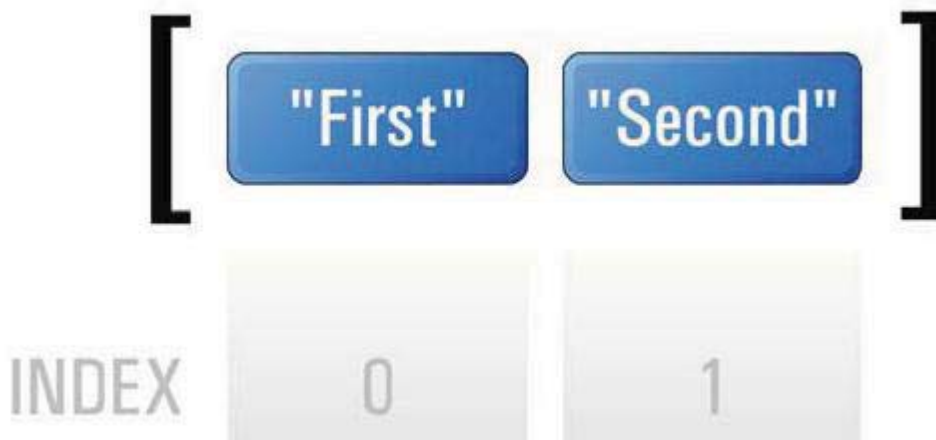 [ "First" "Second" ]
INDEX 0 1